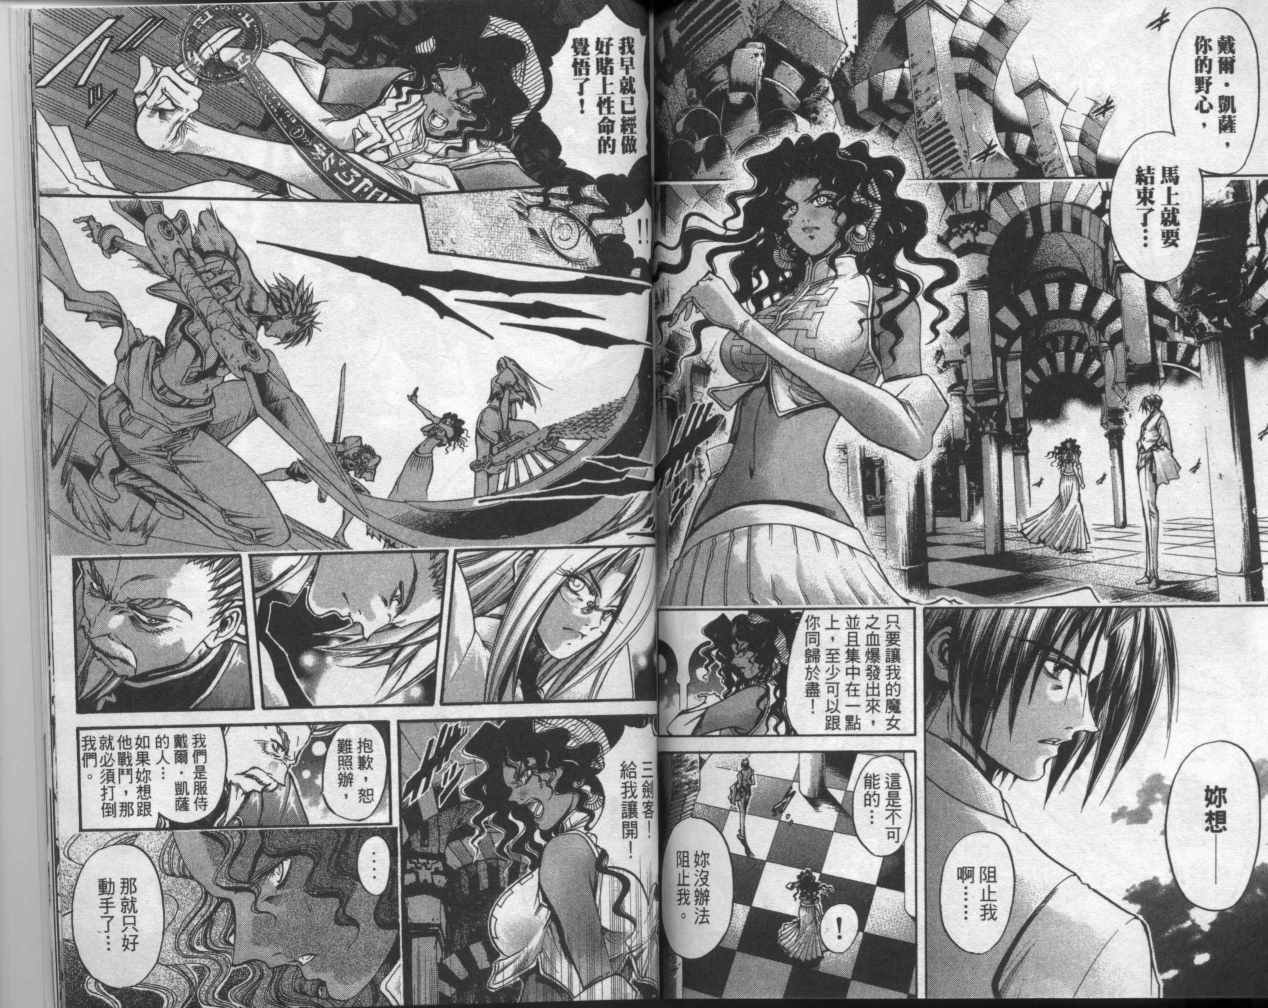 戴爾．凱薩，
你的野心，
馬上就要
結束了…
妳想——
阻止我
啊……
只要讓我的魔女
之血爆發出來，
並且集中在一點
上，至少可以跟
你同歸於盡！
這是不可
能的…
！
妳沒辦法
阻止我。
我早就已經做
好賭上性命的
覺悟了！
!!
三劍客！
給我讓開！
抱歉，恕
難照辦，
我們是服侍
戴爾．凱薩
的人…
如果妳想跟
他戰鬥，那
就必須打倒
我們。
…
那就只好
動手了…